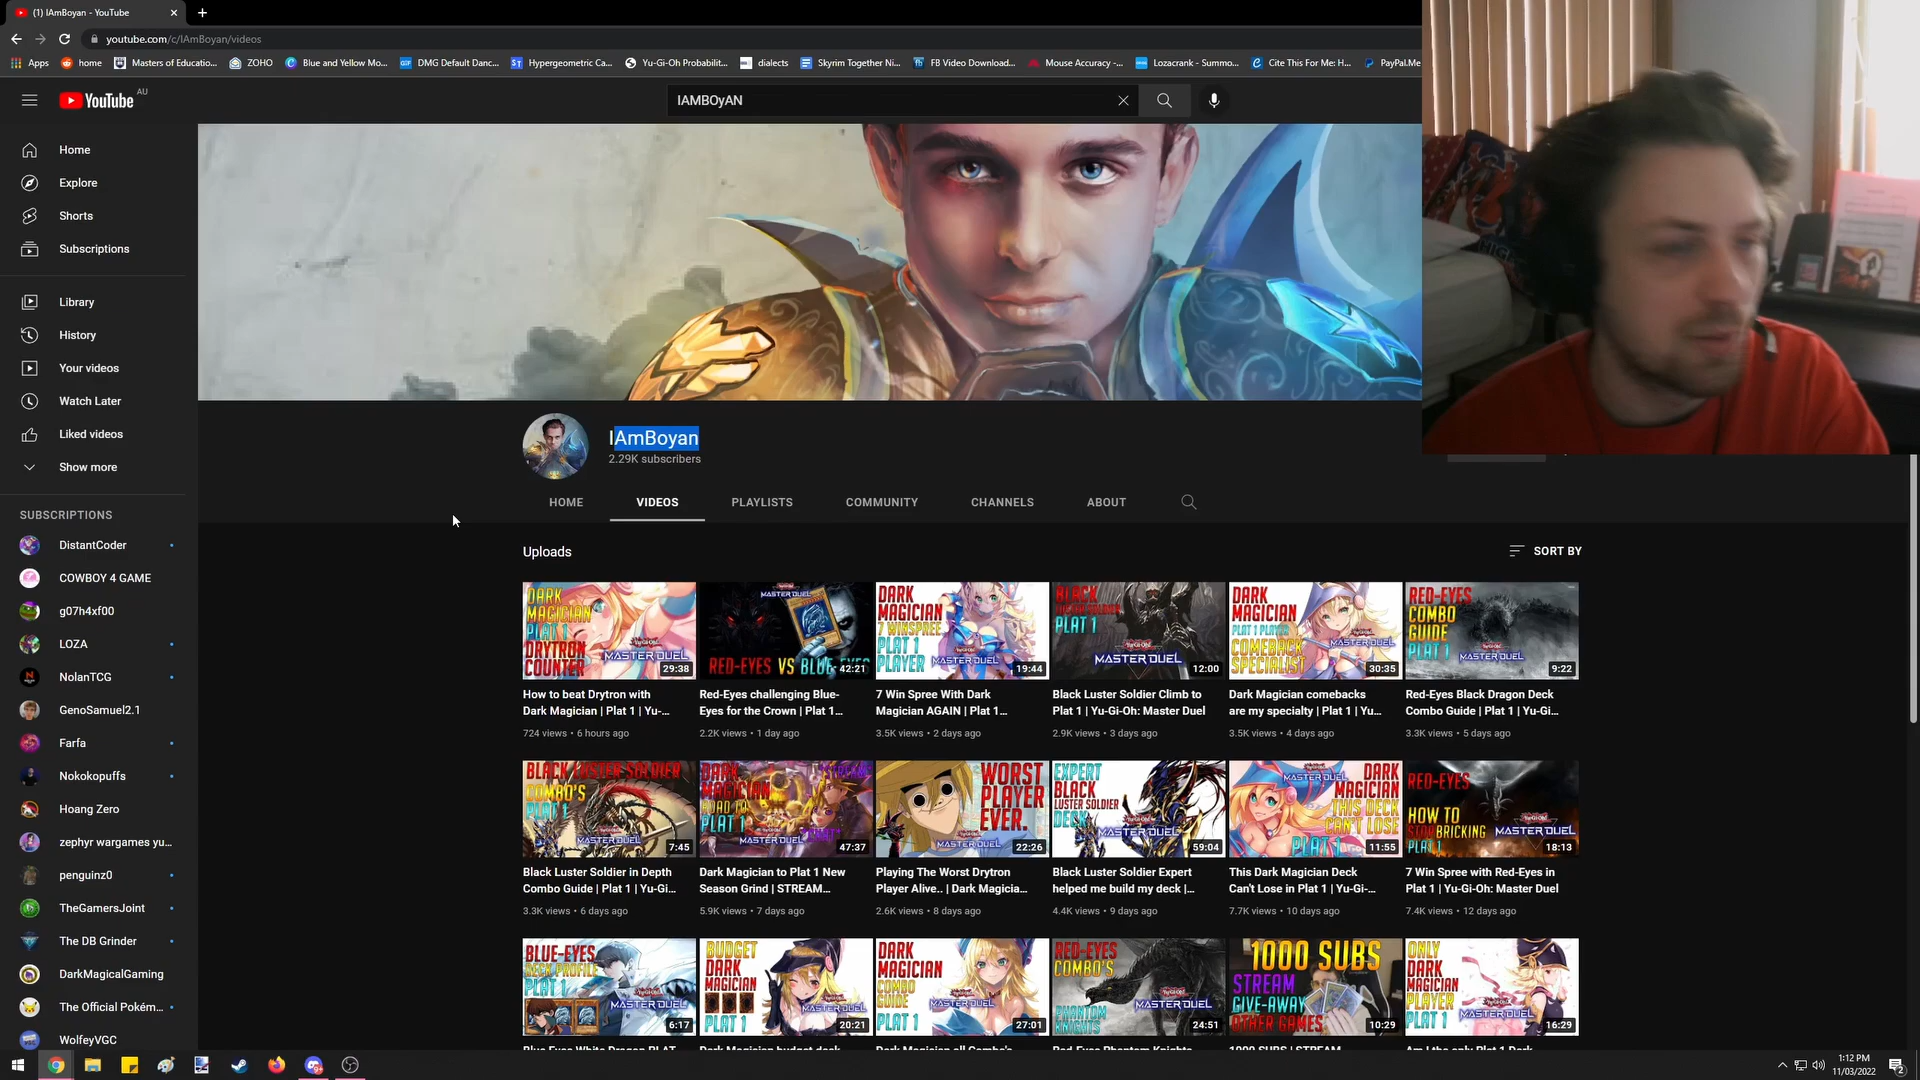 (1) IAmBoyan - YouTube
youtube.com/c/IAmBoyan/videos
Apps
home
Masters of Educatio...
ZOHO
Blue and Yellow Mo...
DMG Default Danc...
Hypergeometric Ca...
Yu-Gi-Oh Probabilit...
dialects
Skyrim Together Ni...
FB Video Download...
Mouse Accuracy -...
Lozacrank - Summo...
Cite This For Me: H...
PayPal.Me
YouTube AU
IAMBOyAN
Home
Explore
Shorts
Subscriptions
Library
History
Your videos
Watch Later
Liked videos
Show more
SUBSCRIPTIONS
DistantCoder
COWBOY 4 GAME
g07h4xf00
LOZA
NolanTCG
GenoSamuel2.1
Farfa
Nokokopuffs
Hoang Zero
zephyr wargames yu...
penguinz0
TheGamersJoint
The DB Grinder
DarkMagicalGaming
The Official Pokém...
WolfeyVGC
IAmBoyan
2.29K subscribers
HOME
VIDEOS
PLAYLISTS
COMMUNITY
CHANNELS
ABOUT
Uploads
SORT BY
DARK
MAGICIAN
PLAT 1
DRYTRON
COUNTER
MASTER DUEL
29:38
MASTER DUEL
RED-EYES VS BLUE-EYES
42:21
DARK
MAGICIAN
7 WINSPREE
PLAT 1
PLAYER
MASTER DUEL
19:44
BLACK
PLAT 1
MASTER DUEL
12:00
DARK
MAGICIAN
PLAT 1 PLAYER
COMEBACK
SPECIALIST
MASTER DUEL
30:35
RED-EYES
COMBO
GUIDE
PLAT 1
MASTER DUEL
9:22
How to beat Drytron with
Dark Magician | Plat 1 | Yu-...
724 views • 6 hours ago
Red-Eyes challenging Blue-
Eyes for the Crown | Plat 1...
2.2K views • 1 day ago
7 Win Spree With Dark
Magician AGAIN | Plat 1...
3.5K views • 2 days ago
Black Luster Soldier Climb to
Plat 1 | Yu-Gi-Oh: Master Duel
2.9K views • 3 days ago
Dark Magician comebacks
are my specialty | Plat 1 | Yu...
3.5K views • 4 days ago
Red-Eyes Black Dragon Deck
Combo Guide | Plat 1 | Yu-Gi...
3.3K views • 5 days ago
BLACK LUSTER SOLDIER
COMBO'S
PLAT 1
MASTER DUEL
7:45
DARK
MAGICIAN
ROAD TO
PLAT 1
MASTER DUEL
47:37
WORST
PLAYER
EVER.
MASTER DUEL
22:26
EXPERT
BLACK
LUSTER SOLDIER
DECK
MASTER DUEL
59:04
MASTER DUEL
DARK
MAGICIAN
THIS DECK
CAN'T LOSE
PLAT 1
11:55
RED-EYES
HOW TO
STOP BRICKING
PLAT 1
MASTER DUEL
18:13
Black Luster Soldier in Depth
Combo Guide | Plat 1 | Yu-Gi...
3.3K views • 6 days ago
Dark Magician to Plat 1 New
Season Grind | STREAM...
5.9K views • 7 days ago
Playing The Worst Drytron
Player Alive.. | Dark Magicia...
2.6K views • 8 days ago
Black Luster Soldier Expert
helped me build my deck |...
4.4K views • 9 days ago
This Dark Magician Deck
Can't Lose in Plat 1 | Yu-Gi-...
7.7K views • 10 days ago
7 Win Spree with Red-Eyes in
Plat 1 | Yu-Gi-Oh: Master Duel
7.4K views • 12 days ago
BLUE-EYES
DECK PROFILE
PLAT 1
MASTER DUEL
6:17
BUDGET
DARK
MAGICIAN
PLAT 1
MASTER DUEL
20:21
DARK
MAGICIAN
COMBO
GUIDE
PLAT 1
MASTER DUEL
27:01
RED-EYES
COMBO'S
PHANTOM
KNIGHTS
MASTER DUEL
24:51
1000 SUBS
STREAM
GIVE-AWAY
OTHER GAMES
10:29
ONLY
DARK
MAGICIAN
PLAYER
PLAT 1
MASTER DUEL
16:29
1:12 PM
11/03/2022